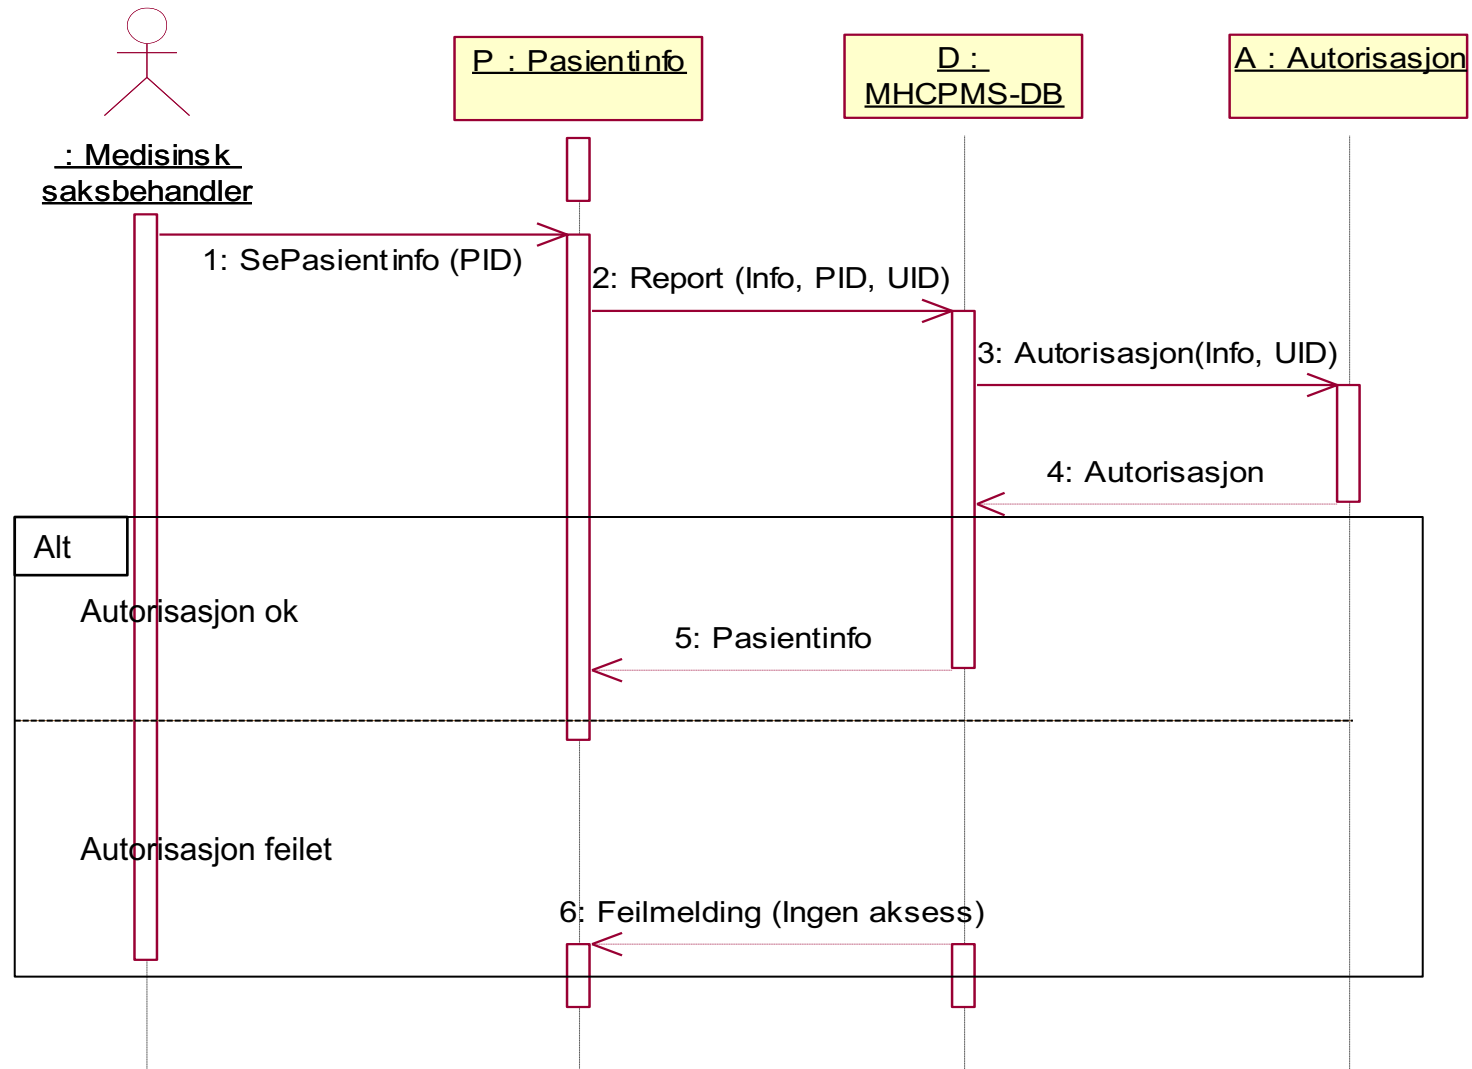 P : Pasientinfo
D :
MHCPMS-DB
A : Autorisasjon
: Medisinsk
saksbehandler
1: SePasientinfo (PID)
2: Report (Info, PID, UID)
3: Autorisasjon(Info, UID)
4: Autorisasjon
Alt
Autorisasjon ok
5: Pasientinfo
Autorisasjon feilet
6: Feilmelding (Ingen aksess)